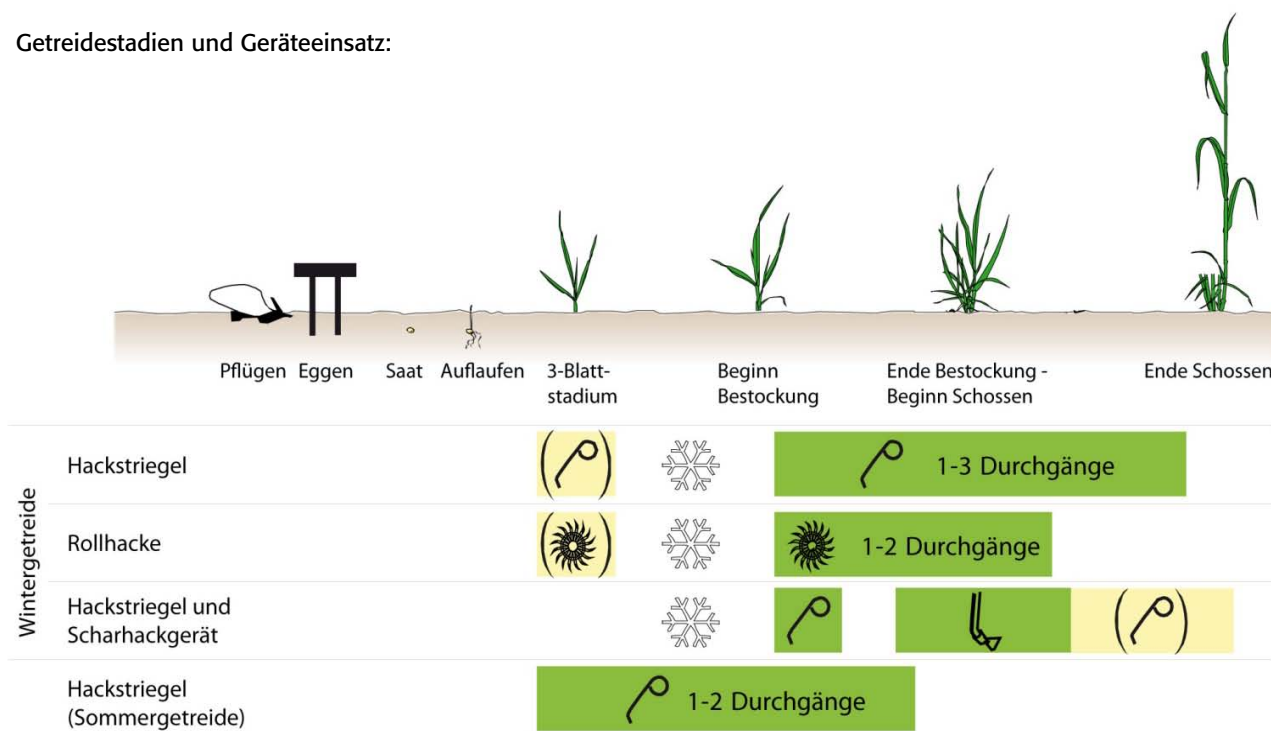 Getreidestadien und Geräteeinsatz:
Pflügen Eggen Saat Auflaufen 3-Blatt-
stadium
Beginn
Bestockung
Ende Bestockung -
Beginn Schossen
Ende Schossen
Wintergetreide
Hackstriegel
1-3 Durchgänge
Rollhacke
1-2 Durchgänge
Hackstriegel und
Scharhackgerät
Hackstriegel
(Sommergetreide)
1-2 Durchgänge